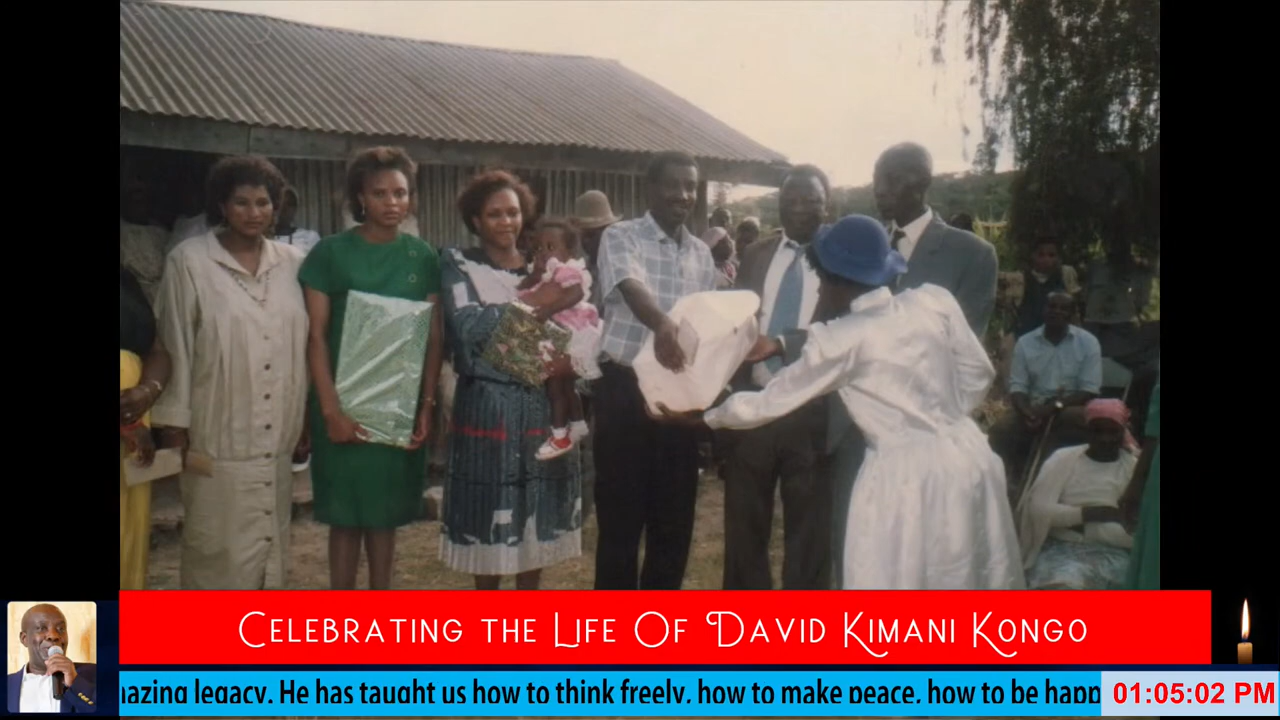 Celebrating the Life Of David Kimani Kongo
legacy. He has taught us how to think freely, how to make peace, how to be
01:05:02 PM